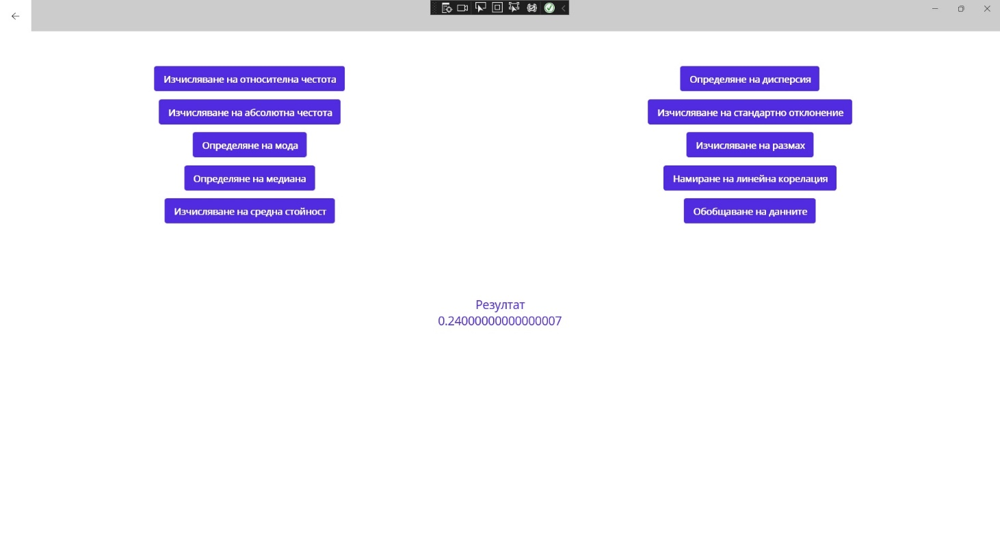 Изчисляване на относителна честота
Изчисляване на абсолютна честота
Определяне на мода
Определяне на медиана
Изчисляване на средна стойност
Определяне на дисперсия
Изчисляване на стандартно отклонение
Изчисляване на размах
Намиране на линейна корелация
Обобщаване на данните
Резултат
0.24000000000000007